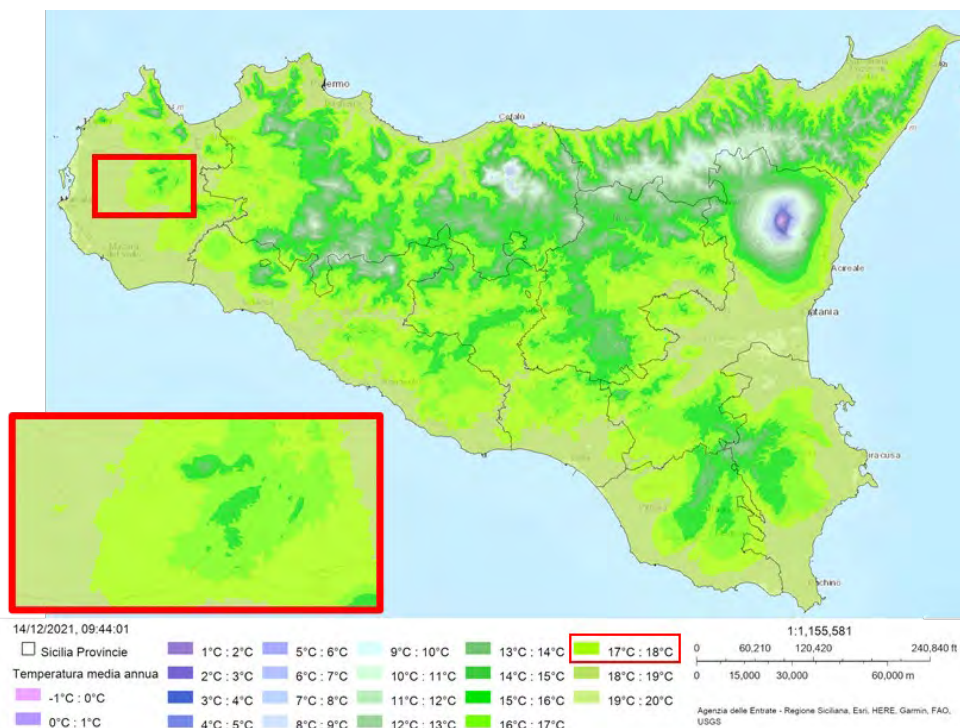 Cefalù
Acireale
14/12/2021, 09:44:01
Sicilia Provincie
Temperatura media annua
-1°C : 0°C
0°C : 1°C
1°C : 2°C
2°C : 3°C
3°C : 4°C
4°C : 5°C
5°C : 6°C
6°C : 7°C
7°C : 8°C
8°C : 9°C
9°C : 10°C
10°C : 11°C
11°C : 12°C
12°C : 13°C
13°C : 14°C
14°C : 15°C
15°C : 16°C
16°C : 17°C
17°C : 18°C
18°C : 19°C
19°C : 20°C
1:1,155,581
0 60,210 120,420 240,840 ft
0 15,000 30,000 60,000 m
Agenzia delle Entrate - Regione Siciliana, Esri, HERE, Garmin, FAO,
USGS